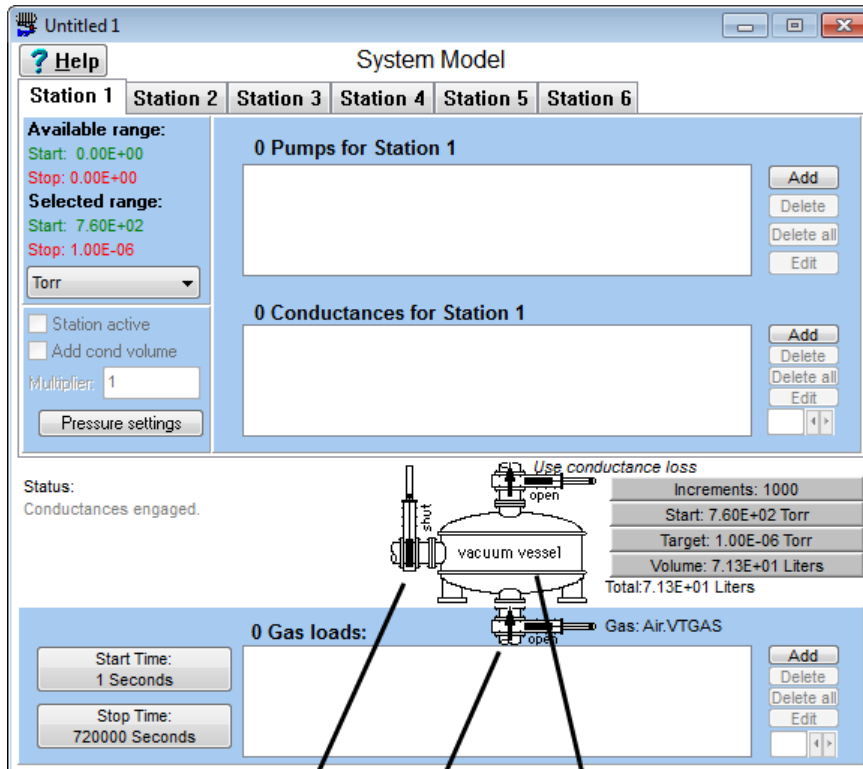 Untitled 1
? Help
System Model
Station 1 Station 2 Station 3 Station 4 Station 5 Station 6
Available range:
Start: 0.00E+00
Stop: 0.00E+00
Selected range:
Start: 7.60E+02
Stop: 1.00E-06
Torr
Station active
Add cond volume
Multiplier: 1
Pressure settings
0 Pumps for Station 1
Add
Delete
Delete all
Edit
0 Conductances for Station 1
Add
Delete
Delete all
Edit
Status:
Conductances engaged.
Use conductance loss
open
shut
vacuum vessel
open
Increments: 1000
Start: 7.60E+02 Torr
Target: 1.00E-06 Torr
Volume: 7.13E+01 Liters
Total:7.13E+01 Liters
Gas: Air.VTGAS
0 Gas loads:
Start Time:
1 Seconds
Stop Time:
720000 Seconds
Add
Delete
Delete all
Edit